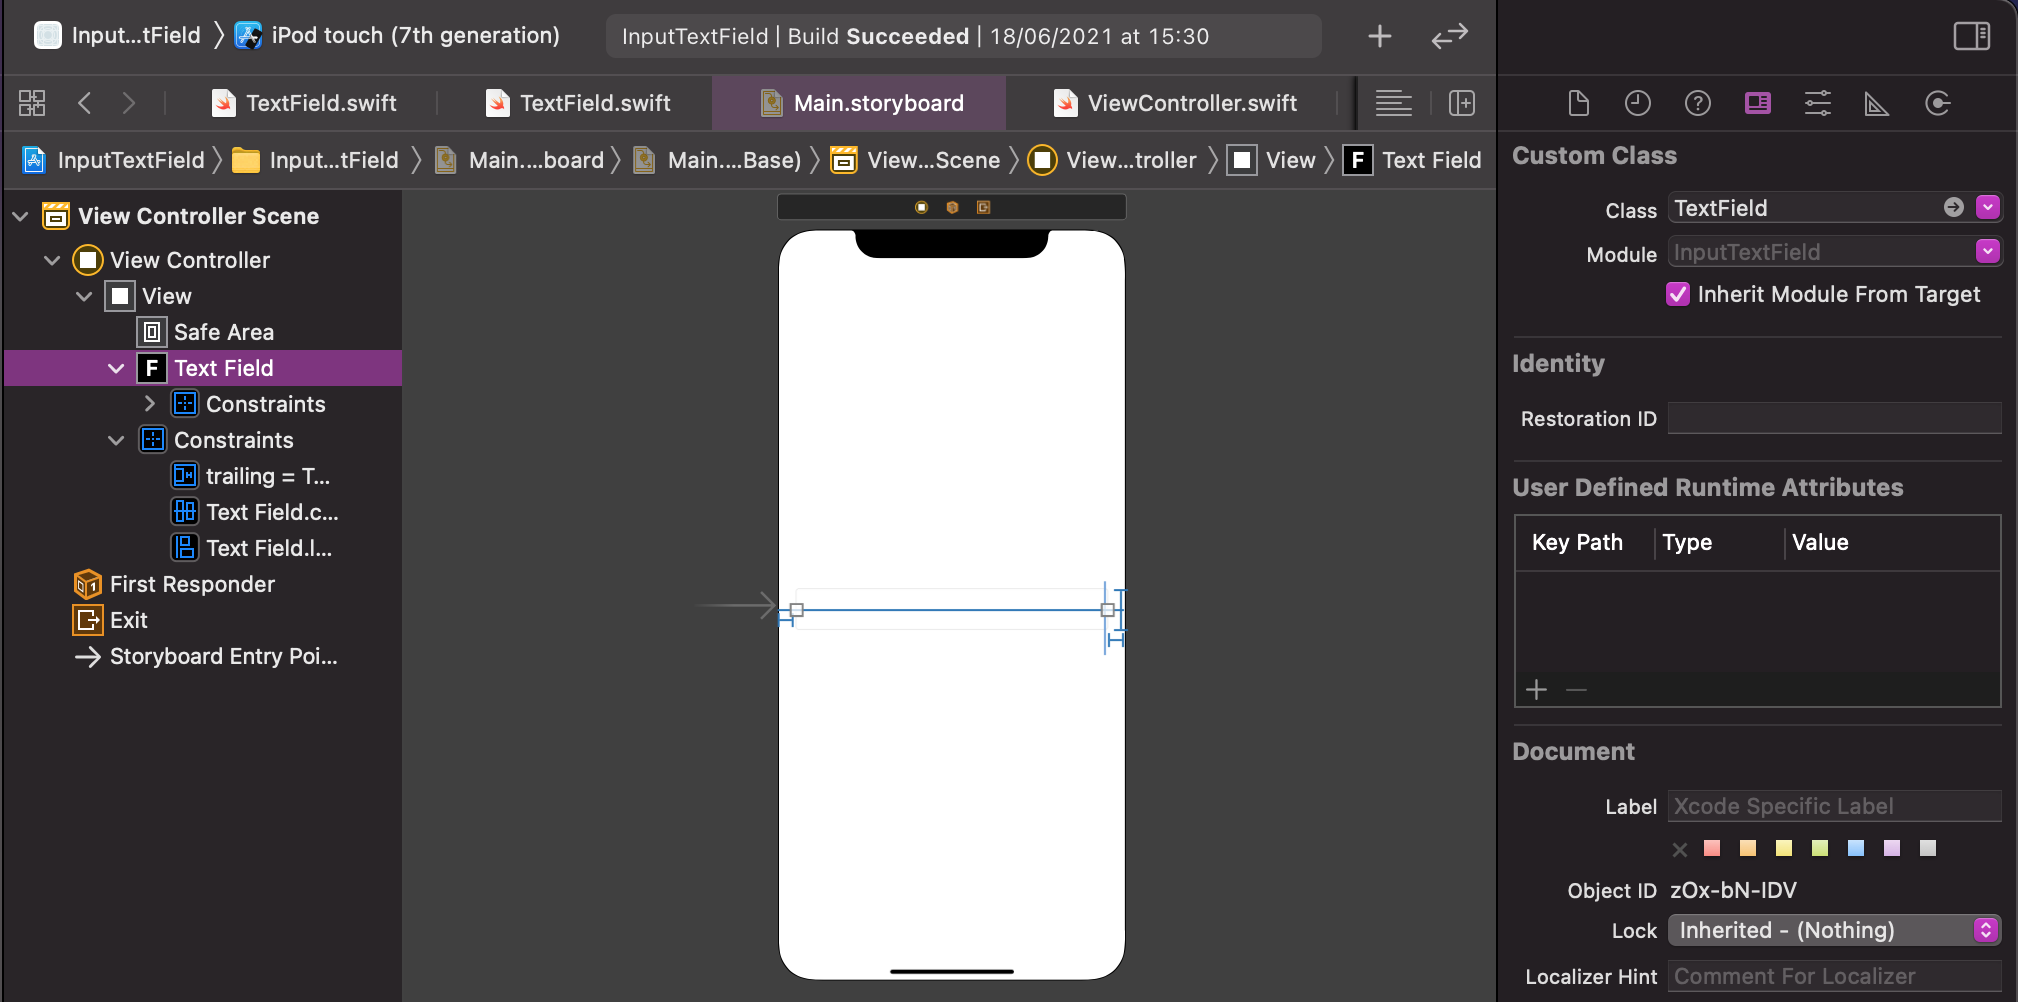 Input...tField
iPod touch (7th generation)
InputTextField | Build Succeeded | 18/06/2021 at 15:30
TextField.swift
TextField.swift
Main.storyboard
ViewController.swift
InputTextField
Input...tField
Main....board
Main....Base)
View...Scene
View...troller
View
F
Text Field
View Controller Scene
View Controller
View
Safe Area
F
Text Field
Constraints
Constraints
trailing = T...
Text Field.c...
Text Field.l...
First Responder
Exit
Storyboard Entry Poi...
Custom Class
Class
TextField
Module
InputTextField
Inherit Module From Target
Identity
Restoration ID
User Defined Runtime Attributes
Key Path
Type
Value
Document
Label
Xcode Specific Label
Object ID
zOx-bN-IDV
Lock
Inherited - (Nothing)
Localizer Hint
Comment For Localizer